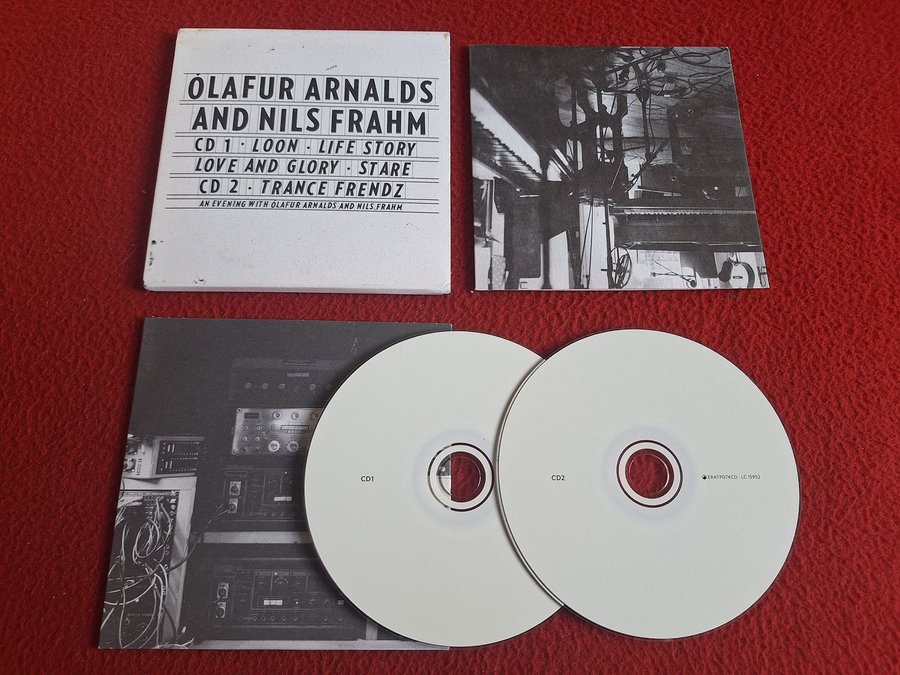 ÓLAFUR ARNALDS
AND NILS FRAHM
CD 1 · LOON · LIFE STORY
LOVE AND GLORY · STARE
CD 2 · TRANCE FRENDZ
AN EVENING WITH ÓLAFUR ARNALDS AND NILS FRAHM
CD1
CD2
ERATP074CD · LC 15952